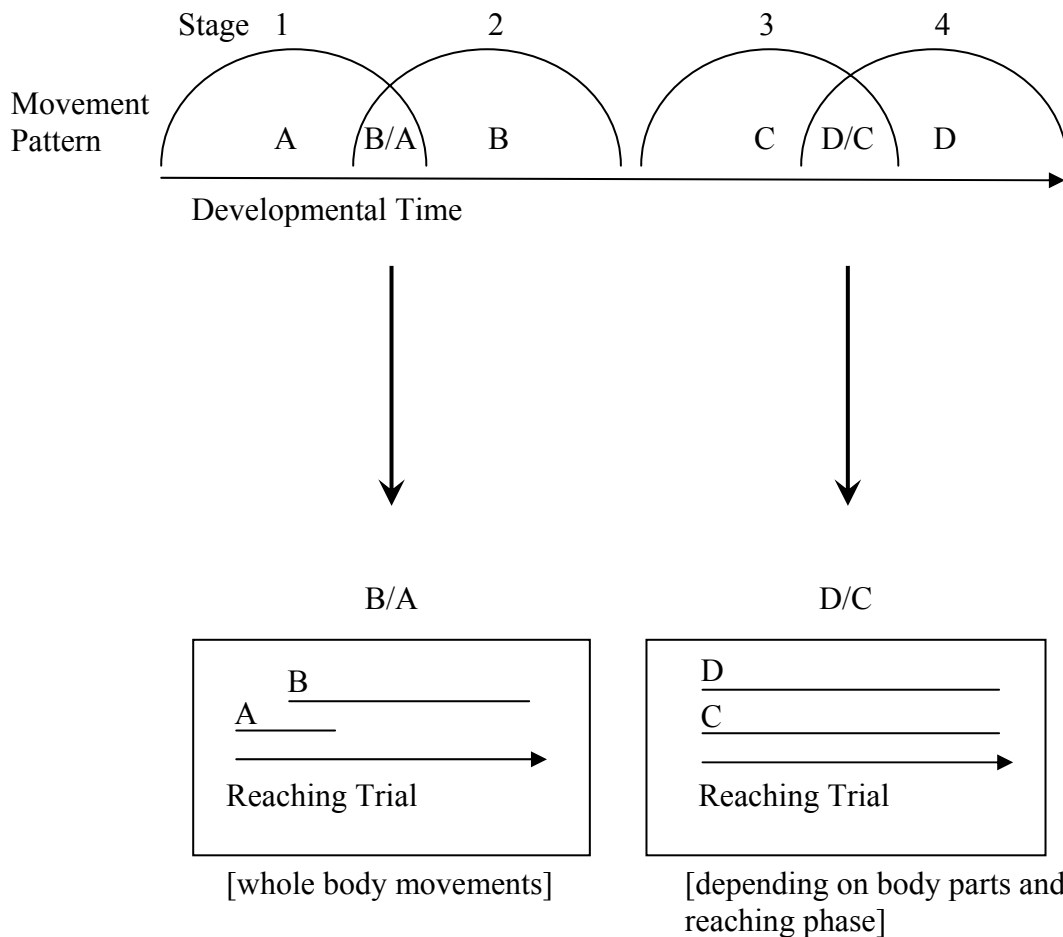 Stage 1 2 3 4
Movement
Pattern
A B/A B C D/C D
Developmental Time
B/A D/C
B
A
Reaching Trial
[whole body movements]
D
C
Reaching Trial
[depending on body parts and
reaching phase]